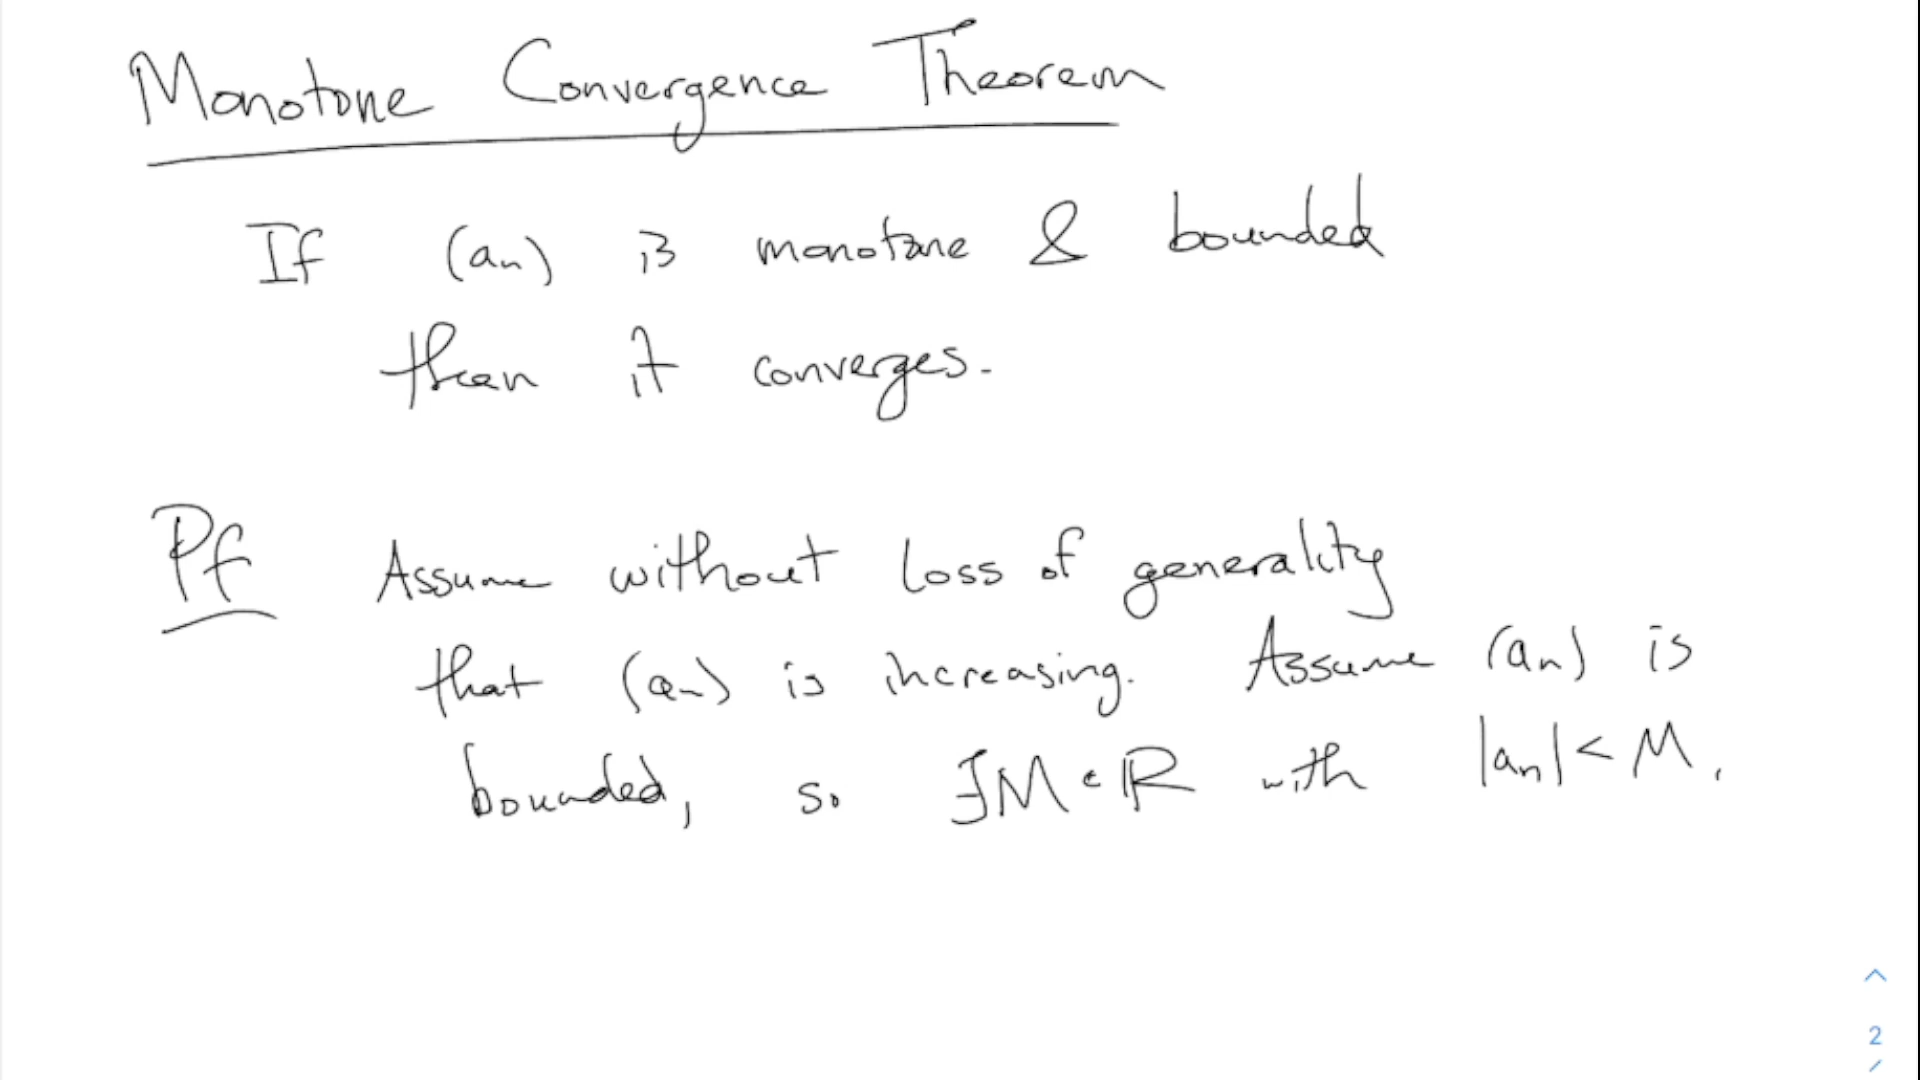 Monotone Convergence Theorem
If (aₙ) is monotone & bounded
then it converges.
Pf Assume without loss of generality
that (aₙ) is increasing. Assume (aₙ) is
bounded, so ∃M∈ℝ with |aₙ| < M.
2